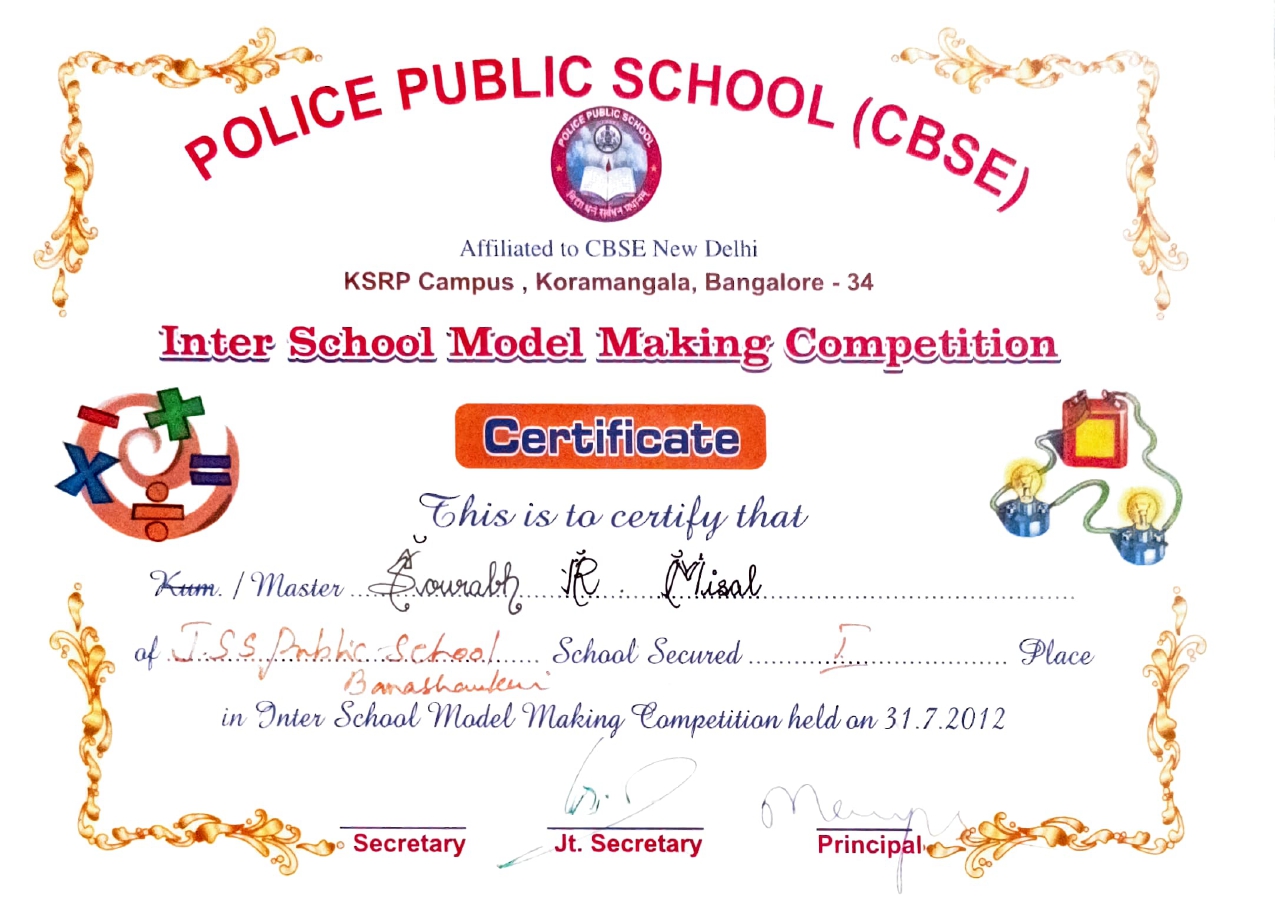 POLICE PUBLIC SCHOOL (CBSE)
POLICE PUBLIC SCHOOL
Affiliated to CBSE New Delhi
KSRP Campus , Koramangala, Bangalore - 34
Inter School Model Making Competition
Certificate
This is to certify that
Kum. / Master Sourabh R. Misal
of J.S.S. Public School School Secured I Place
Banashankari
in Inter School Model Making Competition held on 31.7.2012
Secretary Jt. Secretary Principal